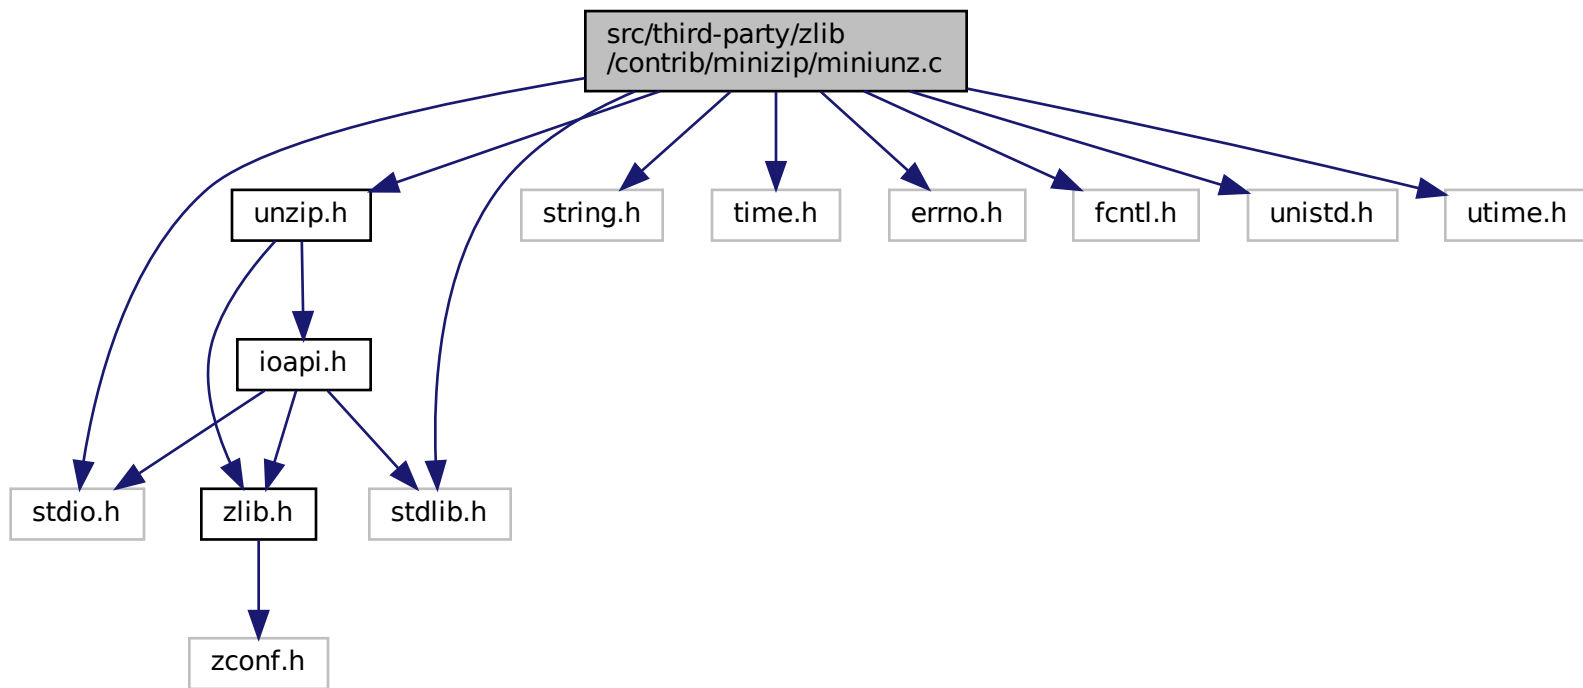 src/third-party/zlib
/contrib/minizip/miniunz.c
unzip.h
string.h
time.h
errno.h
fcntl.h
unistd.h
utime.h
ioapi.h
stdio.h
zlib.h
stdlib.h
zconf.h